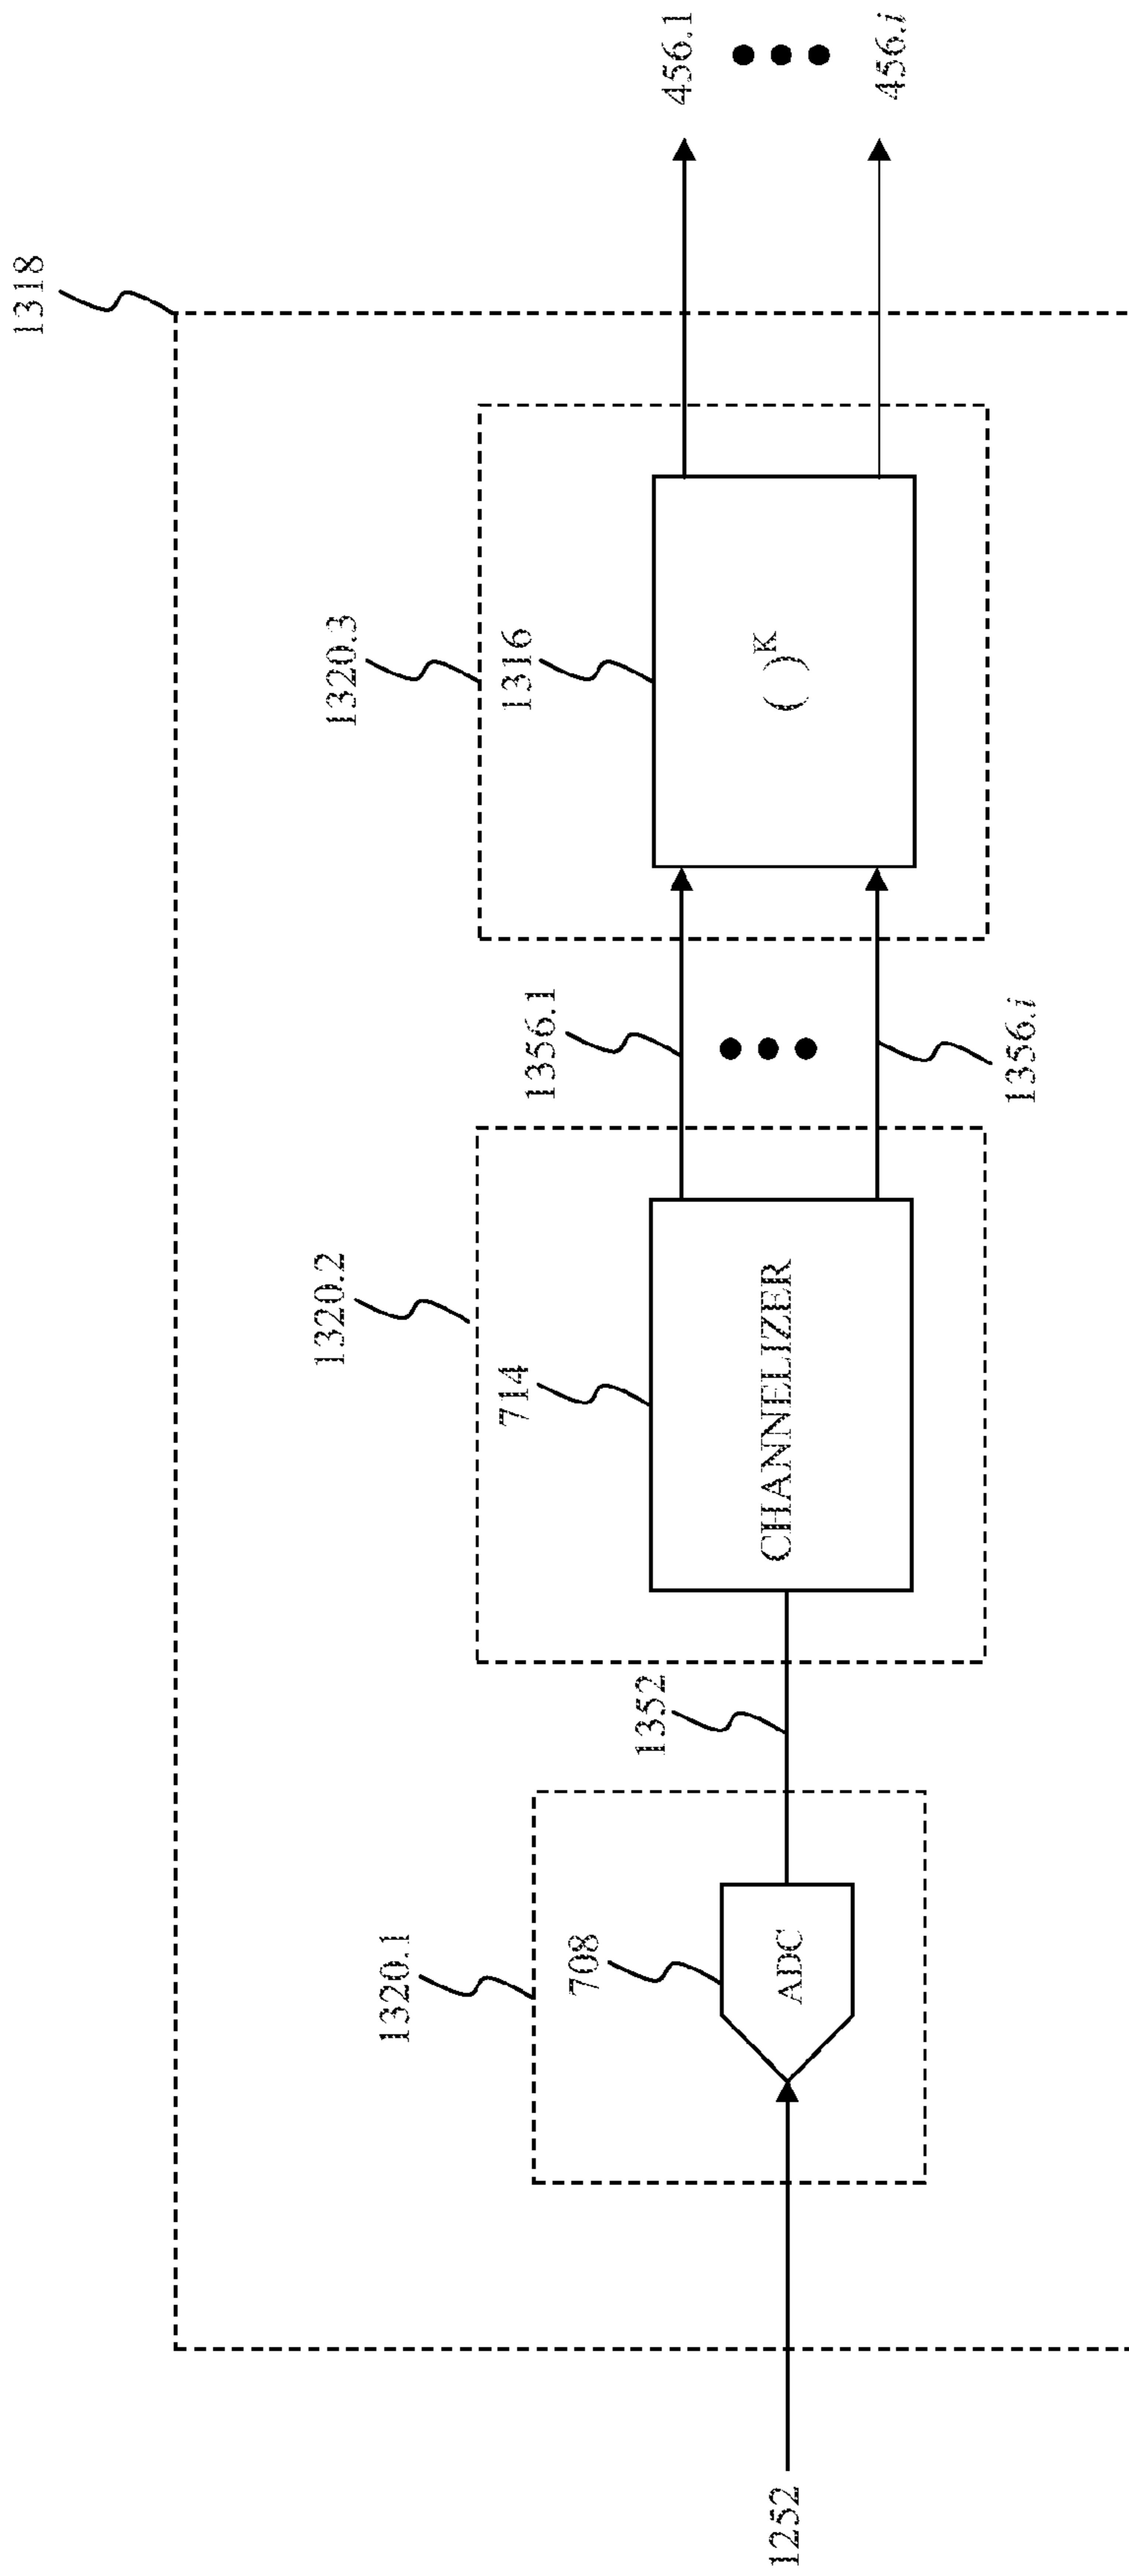 1318
1320.3
1320.2
1320.1
1316
714
708
1356.1
1352
456.1
( )ᴷ
CHANNELIZER
ADC
1252
456.i
1356.i